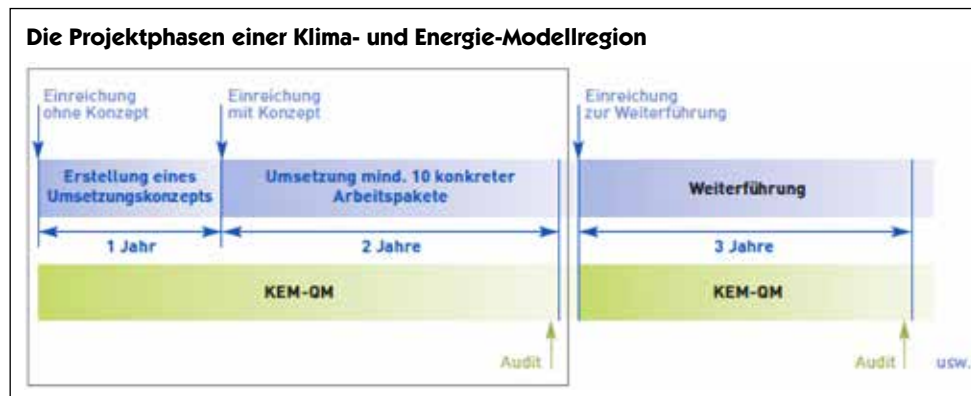 Die Projektphasen einer Klima- und Energie-Modellregion
Einreichung
ohne Konzept
Einreichung
mit Konzept
Einreichung
zur Weiterführung
Erstellung eines
Umsetzungskonzepts
Umsetzung mind. 10 konkreter
Arbeitspakete
Weiterführung
1 Jahr
2 Jahre
3 Jahre
KEM-QM
KEM-QM
Audit
Audit
usw.